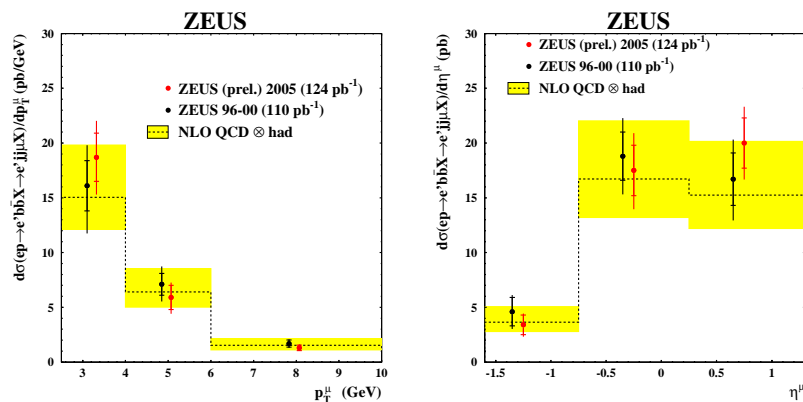 ZEUS
dσ(ep→e'bb̄X→e'jjμX)/dp_T^μ (pb/GeV)
30
25
20
15
10
5
0
ZEUS (prel.) 2005 (124 pb⁻¹)
ZEUS 96-00 (110 pb⁻¹)
NLO QCD ⊗ had
3 4 5 6 7 8 9 10
p_T^μ (GeV)
ZEUS
dσ(ep→e'bb̄X→e'jjμX)/dη^μ (pb)
30
25
20
15
10
5
0
ZEUS (prel.) 2005 (124 pb⁻¹)
ZEUS 96-00 (110 pb⁻¹)
NLO QCD ⊗ had
-1.5 -1 -0.5 0 0.5 1
η^μ